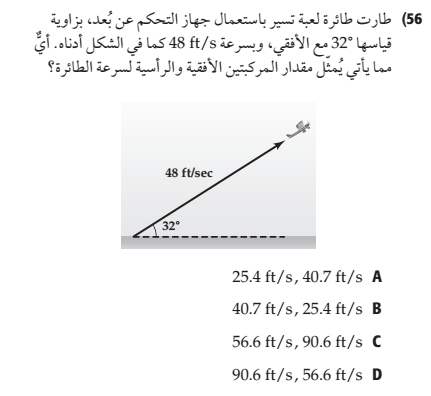 56) طارت طائرة لعبة تسير باستعمال جهاز التحكم عن بُعد، بزاوية
قياسها 32° مع الأفقي، وبسرعة 48 ft/s كما في الشكل أدناه. أيٌّ
مما يأتي يُمثّل مقدار المركبتين الأفقية والرأسية لسرعة الطائرة؟
48 ft/sec
32°
25.4 ft/s, 40.7 ft/s A
40.7 ft/s, 25.4 ft/s B
56.6 ft/s, 90.6 ft/s C
90.6 ft/s, 56.6 ft/s D